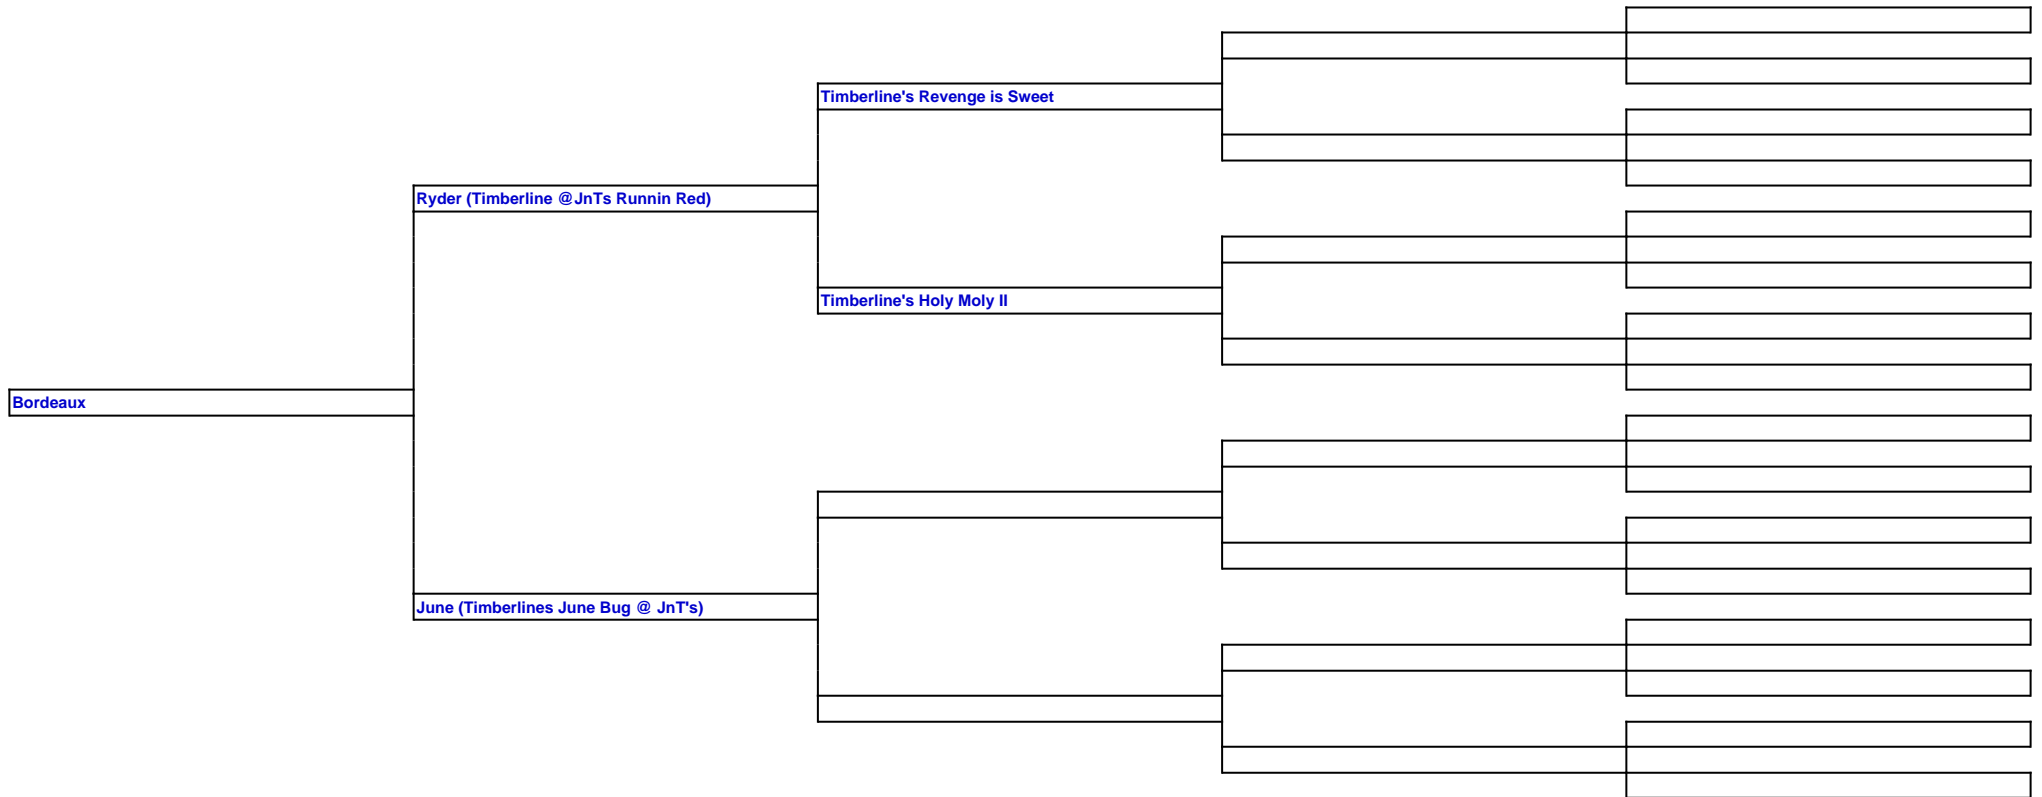 Timberline's Revenge is Sweet
Ryder (Timberline @JnTs Runnin Red)
Timberline's Holy Moly II
Bordeaux
June (Timberlines June Bug @ JnT's)